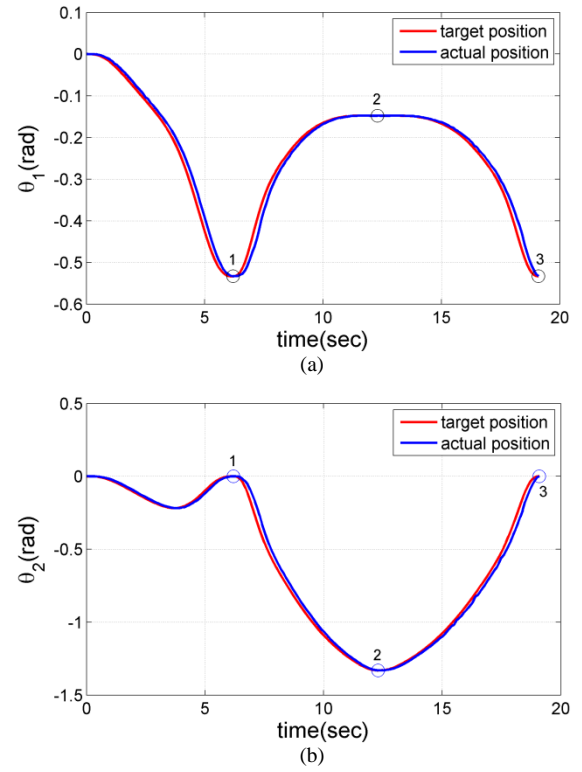 target position
actual position
0
-0.1
-0.2
-0.3
-0.4
-0.5
-0.6
θ1(rad)
1
2
3
0 5 10 15 20
time(sec)
(a)
target position
actual position
0.5
0
-0.5
-1
-1.5
θ2(rad)
1
2
3
0 5 10 15 20
time(sec)
(b)